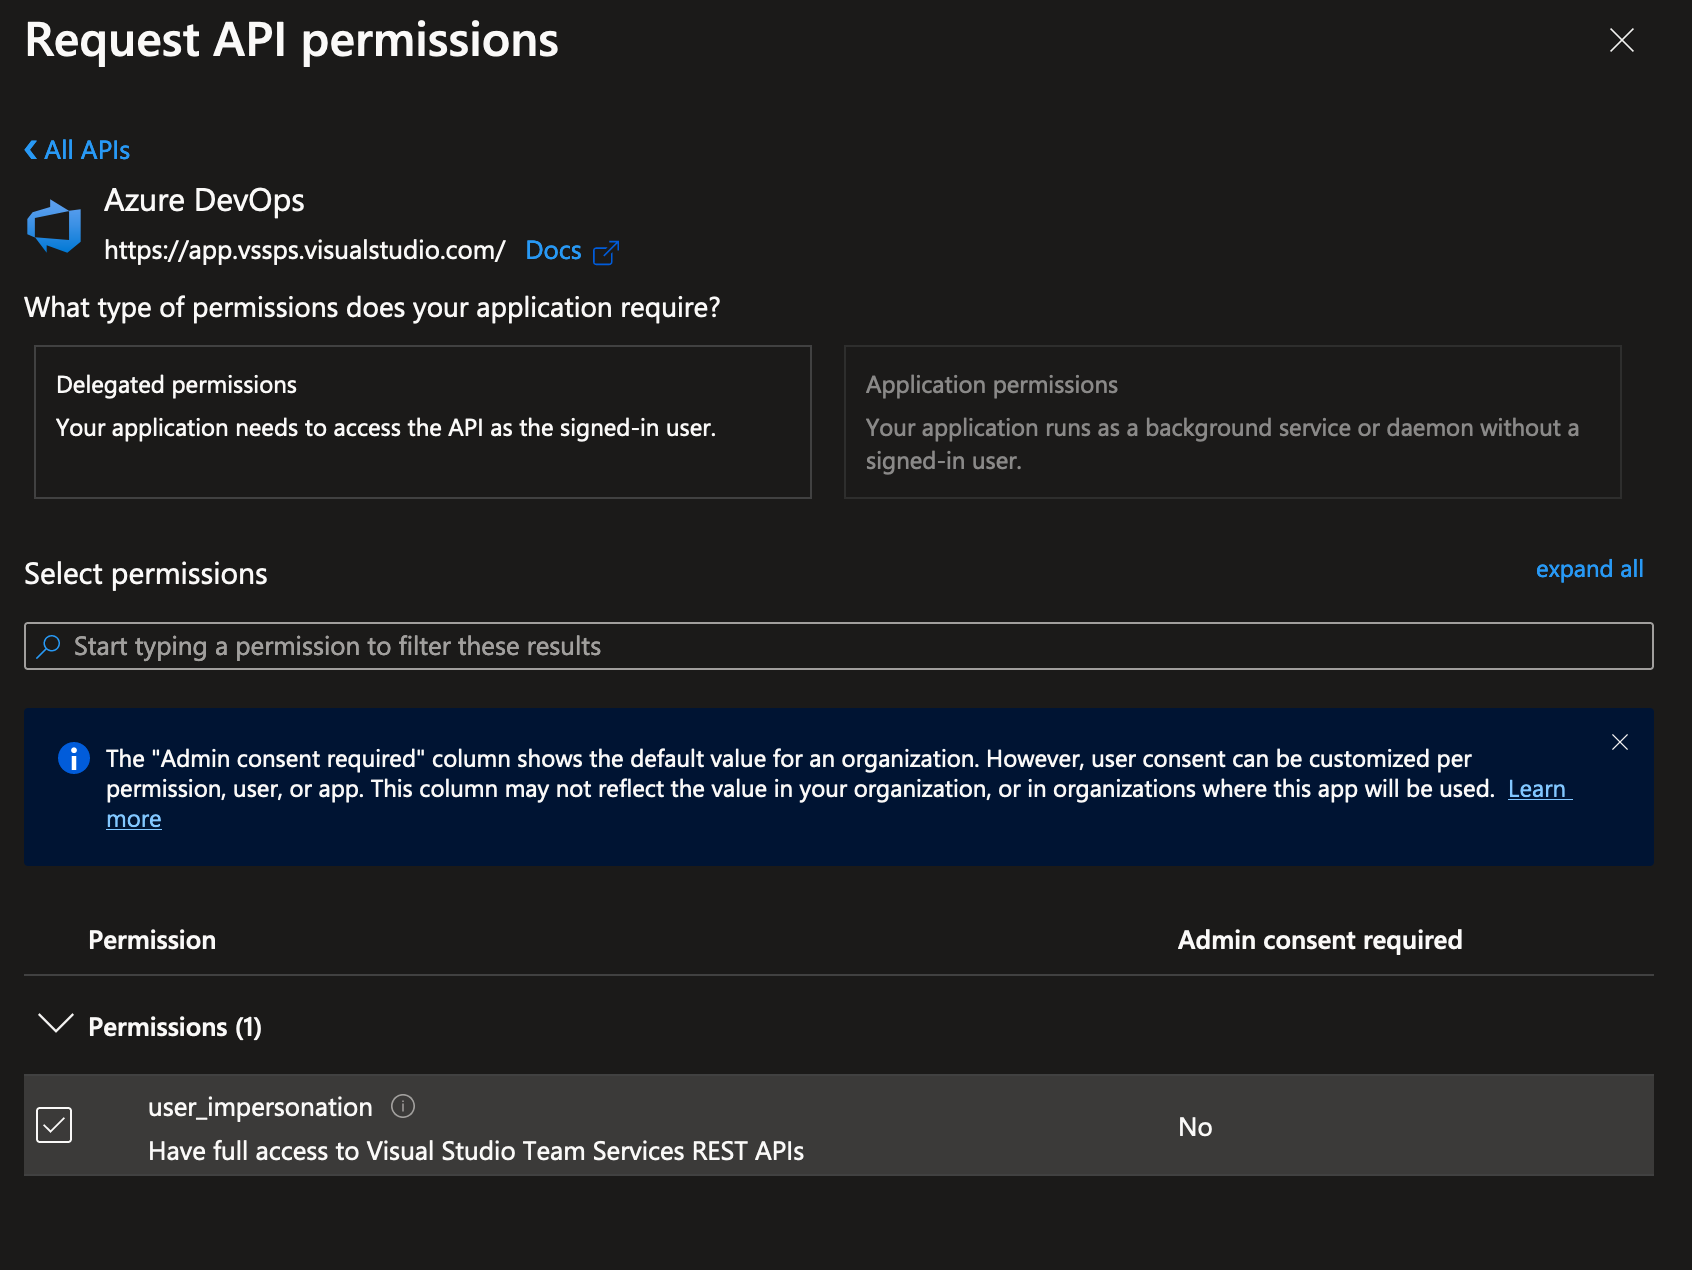 Request API permissions
All APIs
Azure DevOps
https://app.vssps.visualstudio.com/ Docs
What type of permissions does your application require?
Delegated permissions
Your application needs to access the API as the signed-in user.
Application permissions
Your application runs as a background service or daemon without a
signed-in user.
Select permissions
expand all
Start typing a permission to filter these results
The "Admin consent required" column shows the default value for an organization. However, user consent can be customized per
permission, user, or app. This column may not reflect the value in your organization, or in organizations where this app will be used. Learn
more
Permission Admin consent required
Permissions (1)
user_impersonation
Have full access to Visual Studio Team Services REST APIs
No